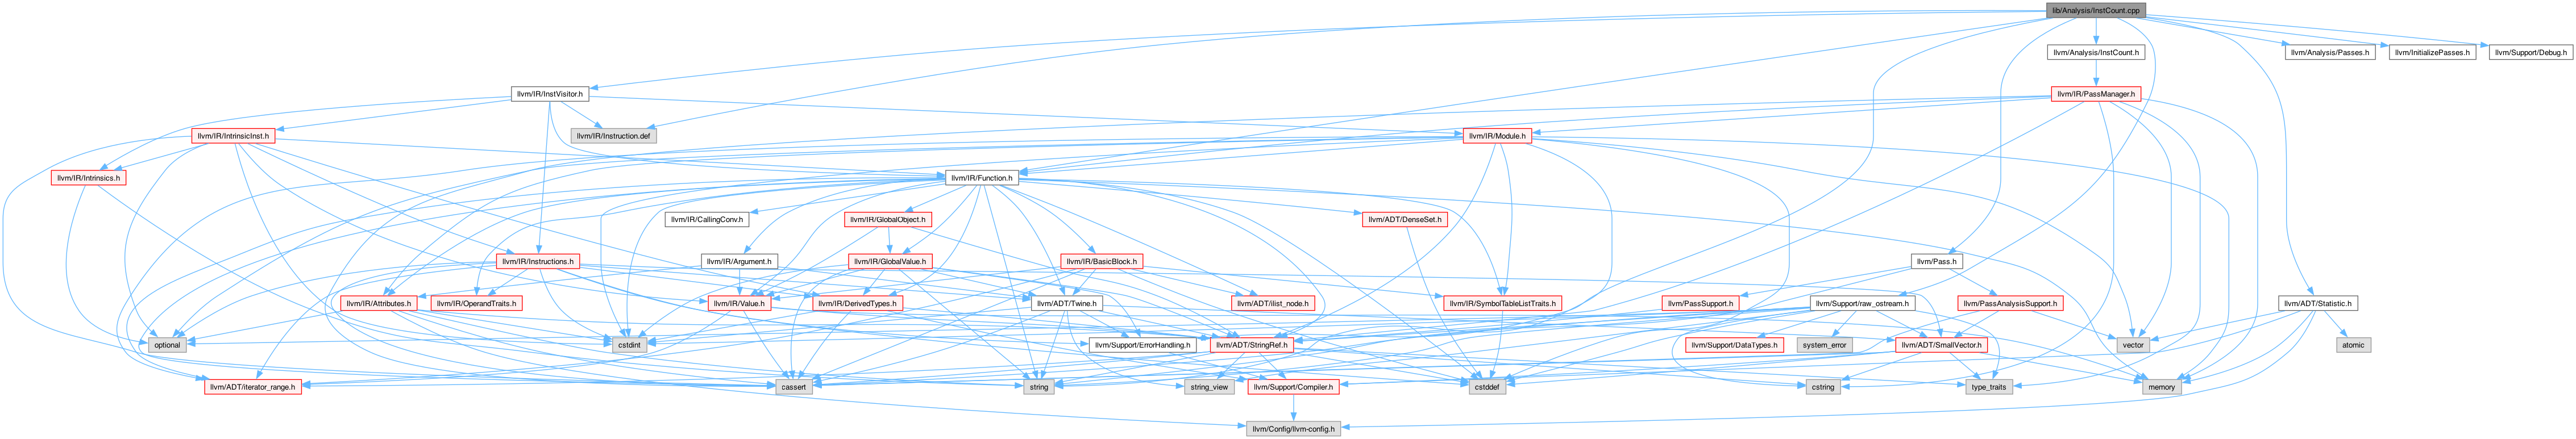 lib/Analysis/InstCount.cpp
llvm/Analysis/InstCount.h
llvm/Analysis/Passes.h
llvm/InitializePasses.h
llvm/Support/Debug.h
llvm/IR/InstVisitor.h
llvm/IR/PassManager.h
llvm/IR/IntrinsicInst.h
llvm/IR/Instruction.def
llvm/IR/Module.h
llvm/IR/Intrinsics.h
llvm/IR/Function.h
llvm/IR/CallingConv.h
llvm/IR/GlobalObject.h
llvm/ADT/DenseSet.h
llvm/IR/Instructions.h
llvm/IR/Argument.h
llvm/IR/GlobalValue.h
llvm/IR/BasicBlock.h
llvm/Pass.h
llvm/IR/Attributes.h
llvm/IR/OperandTraits.h
llvm/IR/Value.h
llvm/IR/DerivedTypes.h
llvm/ADT/Twine.h
llvm/ADT/ilist_node.h
llvm/IR/SymbolTableListTraits.h
llvm/PassSupport.h
llvm/Support/raw_ostream.h
llvm/PassAnalysisSupport.h
llvm/ADT/Statistic.h
optional
cstdint
llvm/Support/ErrorHandling.h
llvm/ADT/StringRef.h
llvm/Support/DataTypes.h
system_error
llvm/ADT/SmallVector.h
vector
atomic
llvm/ADT/iterator_range.h
cassert
string
string_view
llvm/Support/Compiler.h
cstddef
cstring
type_traits
memory
llvm/Config/llvm-config.h